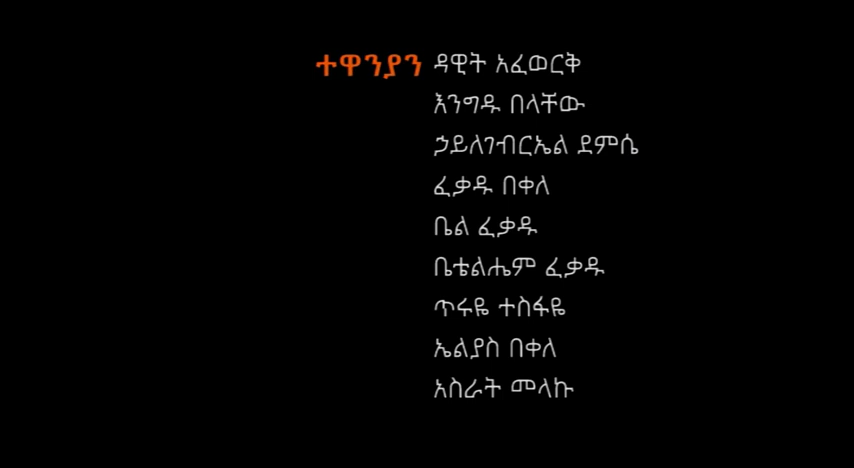 ተዋንያን ዳዊት አፈወርቅ
እንግዱ በላቸው
ኃይለገብርኤል ደምሴ
ፈቃዱ በቀለ
ቤል ፈቃዱ
ቤቴልሔም ፈቃዱ
ጥሩዬ ተስፋዬ
ኤልያስ በቀለ
አስራት መላኩ